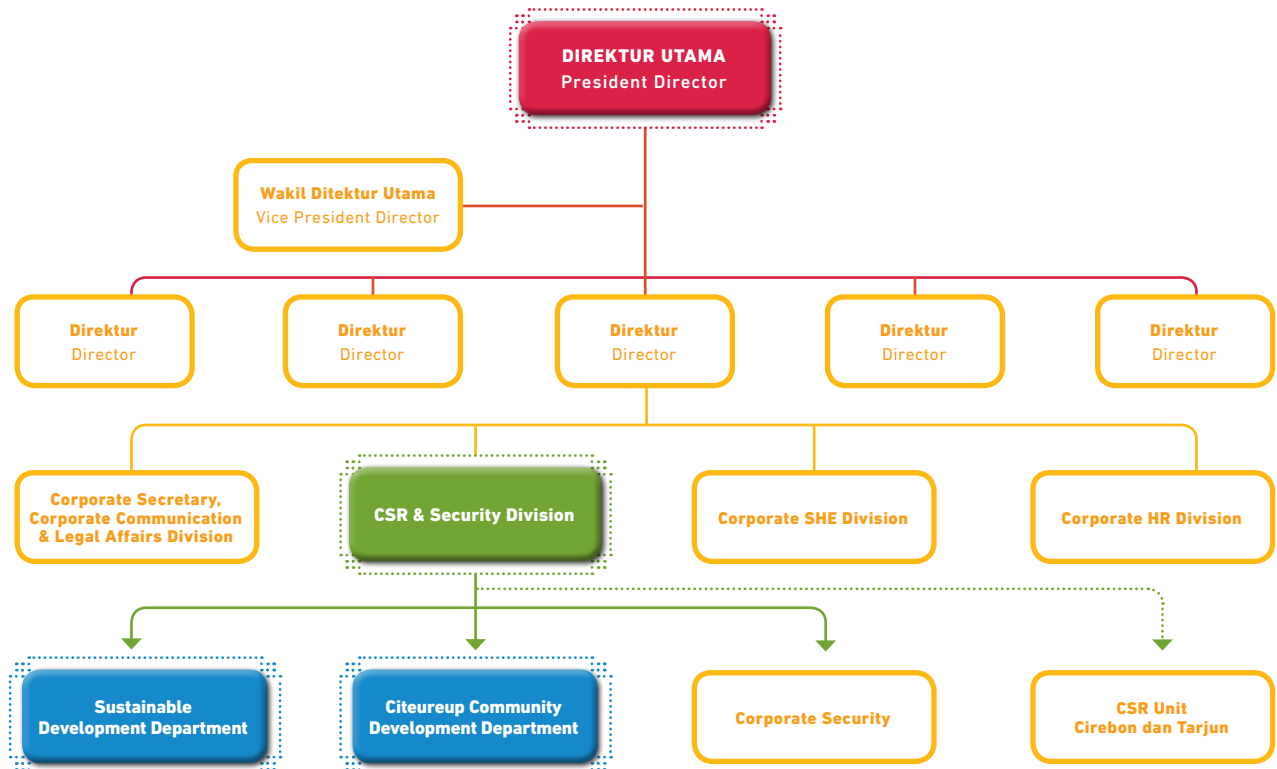 DIREKTUR UTAMA
President Director
Wakil Ditektur Utama
Vice President Director
Direktur
Director
Direktur
Director
Direktur
Director
Direktur
Director
Direktur
Director
Corporate Secretary,
Corporate Communication
& Legal Affairs Division
CSR & Security Division
Corporate SHE Division
Corporate HR Division
Sustainable
Development Department
Citeureup Community
Development Department
Corporate Security
CSR Unit
Cirebon dan Tarjun